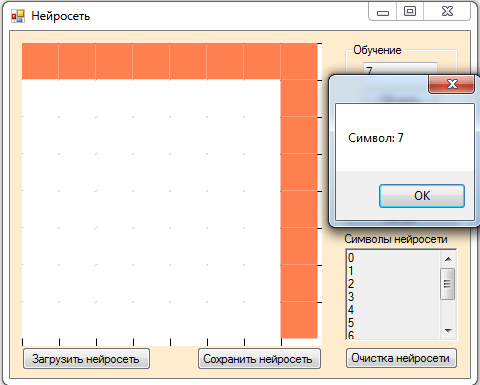 Нейросеть
Обучение
7
Символ: 7
OK
Символы нейросети
0
1
2
3
4
5
6
Загрузить нейросеть
Сохранить нейросеть
Очистка нейросети